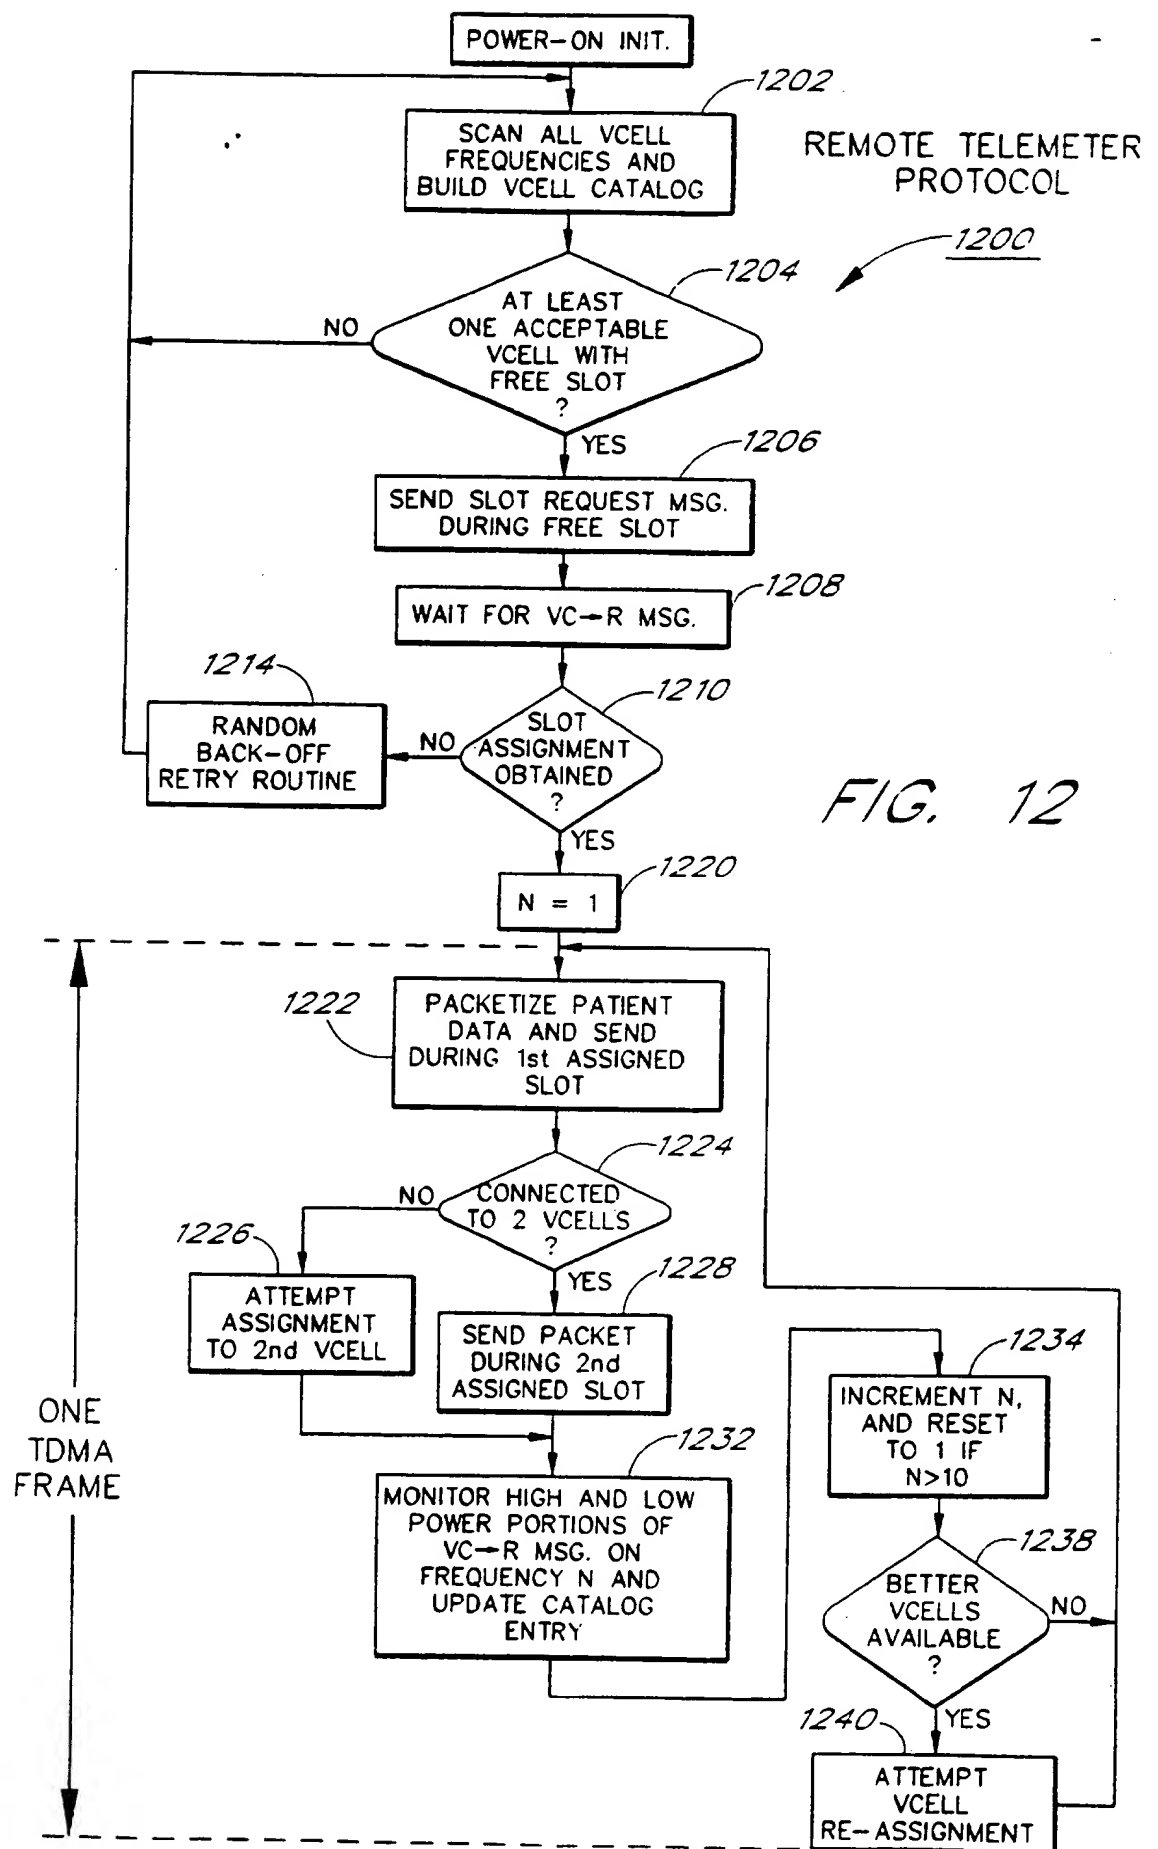 POWER-ON INIT.
1202
SCAN ALL VCELL
FREQUENCIES AND
BUILD VCELL CATALOG
REMOTE TELEMETER
PROTOCOL
1200
1204
AT LEAST
ONE ACCEPTABLE
VCELL WITH
FREE SLOT
?
NO
YES
1206
SEND SLOT REQUEST MSG.
DURING FREE SLOT
1208
WAIT FOR VC→R MSG.
1214
RANDOM
BACK-OFF
RETRY ROUTINE
1210
SLOT
ASSIGNMENT
OBTAINED
?
NO
YES
FIG. 12
1220
N = 1
1222
PACKETIZE PATIENT
DATA AND SEND
DURING 1st ASSIGNED
SLOT
1224
CONNECTED
TO 2 VCELLS
?
NO
YES
1226
ATTEMPT
ASSIGNMENT
TO 2nd VCELL
1228
SEND PACKET
DURING 2nd
ASSIGNED SLOT
ONE
TDMA
FRAME
1232
MONITOR HIGH AND LOW
POWER PORTIONS OF
VC→R MSG. ON
FREQUENCY N AND
UPDATE CATALOG
ENTRY
1234
INCREMENT N,
AND RESET
TO 1 IF
N>10
1238
BETTER
VCELLS
AVAILABLE
?
NO
YES
1240
ATTEMPT
VCELL
RE-ASSIGNMENT